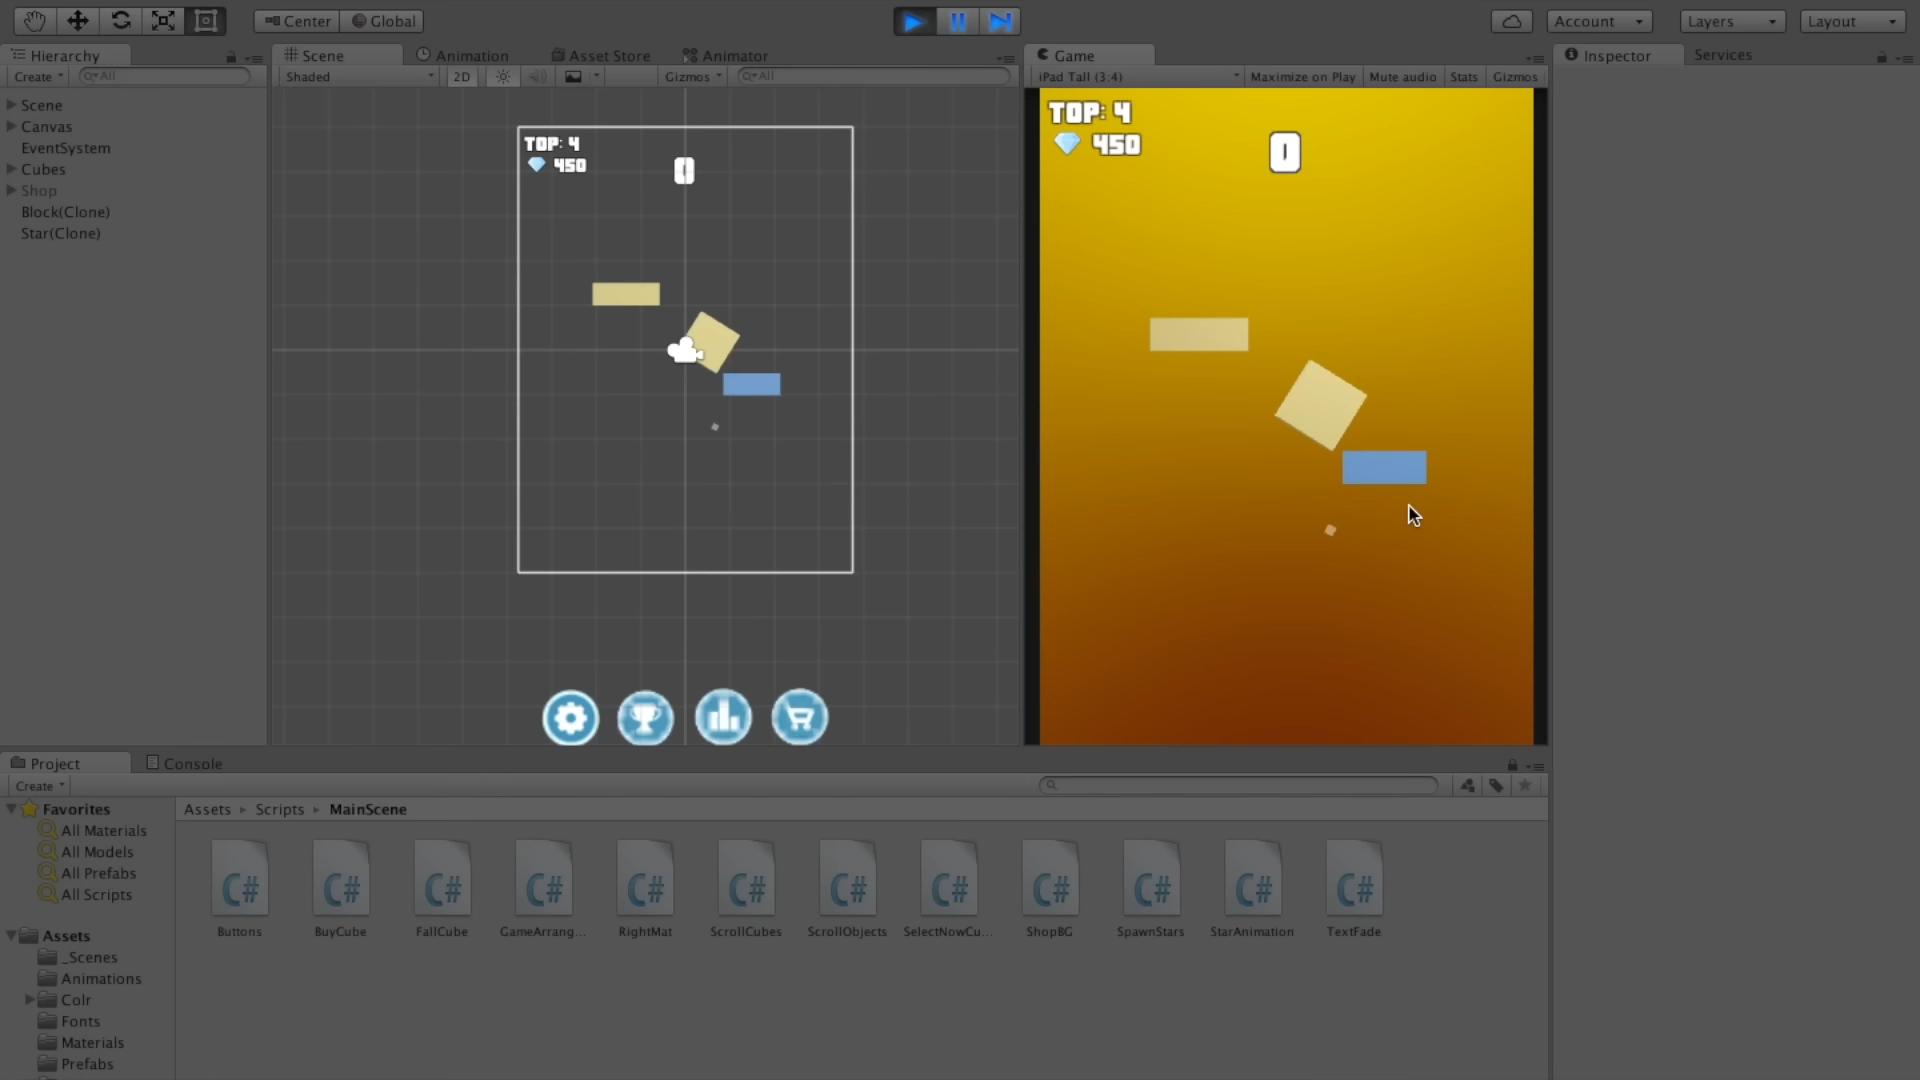 Center Global Account Layers Layout
Hierarchy Scene Animation Asset Store Animator Game Inspector Services
Create All Shaded 2D Gizmos All iPad Tall (3:4) Maximize on Play Mute audio Stats Gizmos
Scene
Canvas
EventSystem
Cubes
Shop
Block(Clone)
Star(Clone)
TOP: 4
450
0
TOP: 4
450
0
Project Console
Create
Favorites
All Materials
All Models
All Prefabs
All Scripts
Assets
_Scenes
Animations
Colr
Fonts
Materials
Prefabs
Assets Scripts MainScene
C# C# C# C# C# C# C# C# C# C# C# C#
Buttons BuyCube FallCube GameArrang... RightMat ScrollCubes ScrollObjects SelectNowCu... ShopBG SpawnStars StarAnimation TextFade